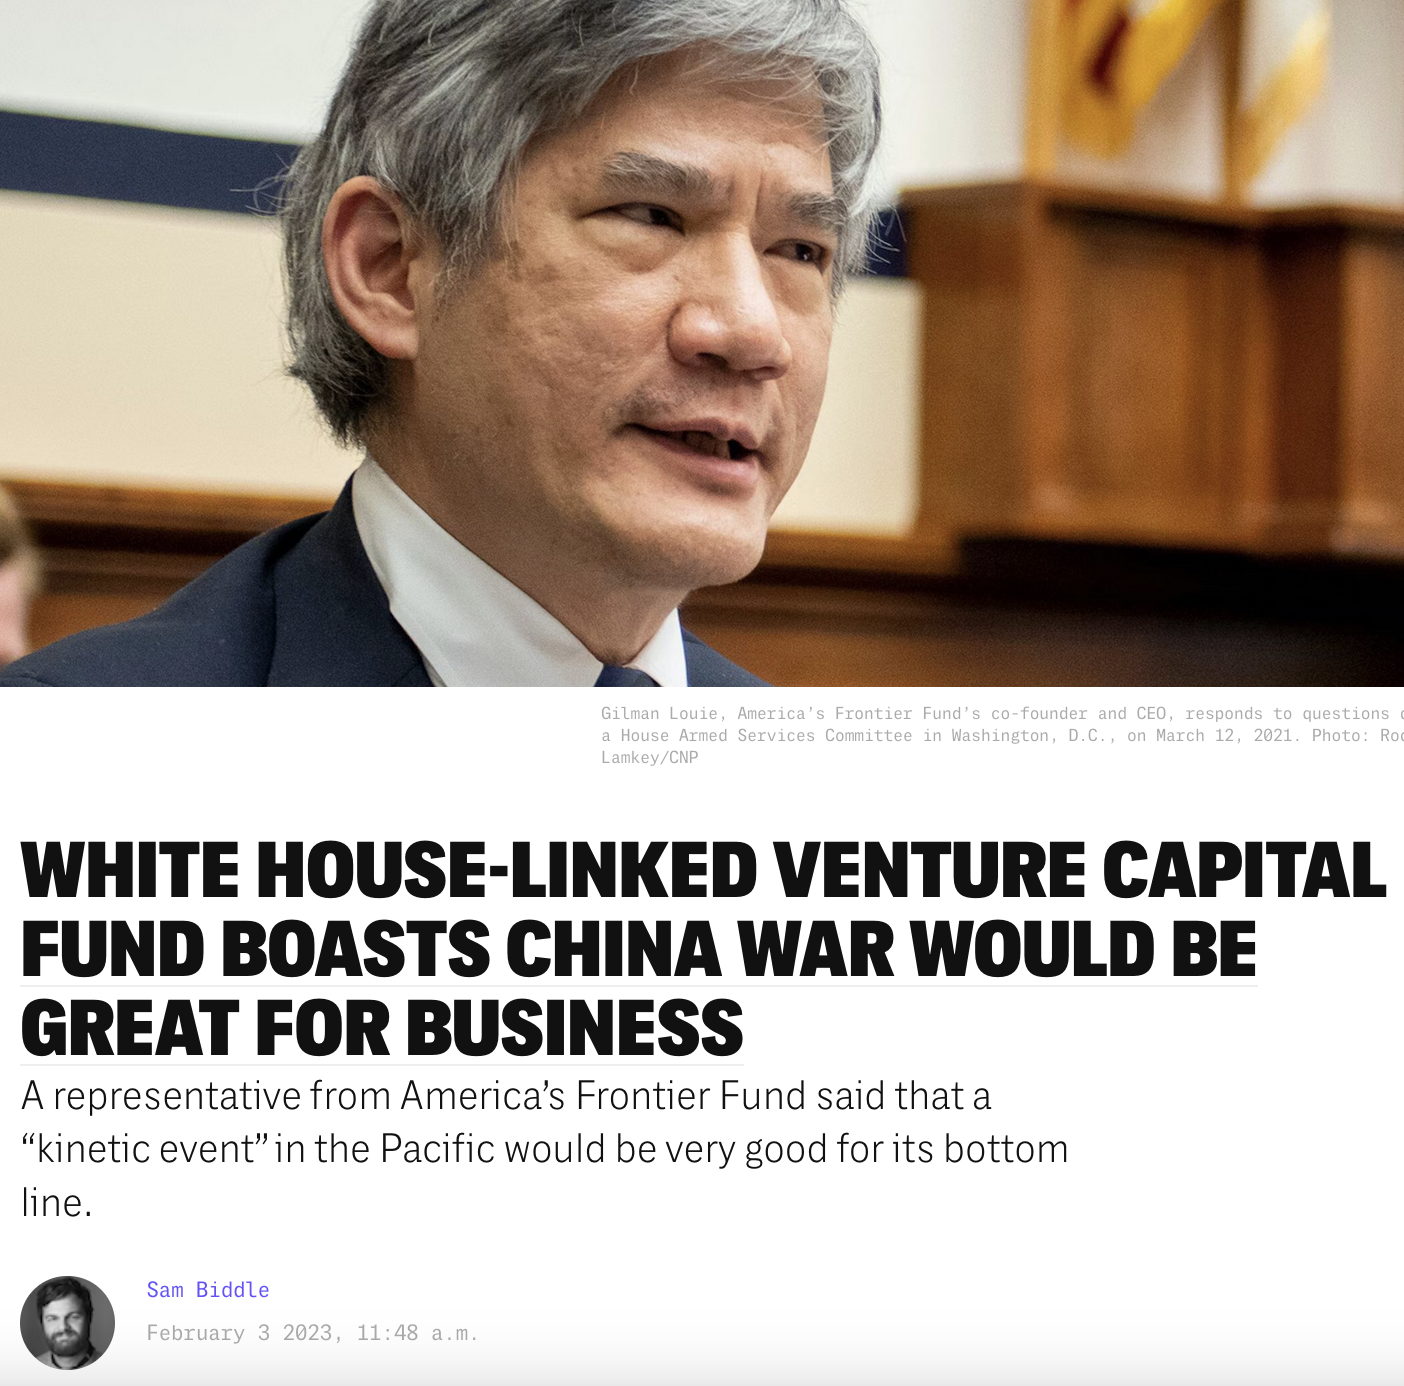 Gilman Louie, America’s Frontier Fund’s co-founder and CEO, responds to questions
a House Armed Services Committee in Washington, D.C., on March 12, 2021. Photo:
Lamkey/CNP
WHITE HOUSE-LINKED VENTURE CAPITAL
FUND BOASTS CHINA WAR WOULD BE
GREAT FOR BUSINESS
A representative from America’s Frontier Fund said that a
“kinetic event” in the Pacific would be very good for its bottom
line.
Sam Biddle
February 3 2023, 11:48 a.m.